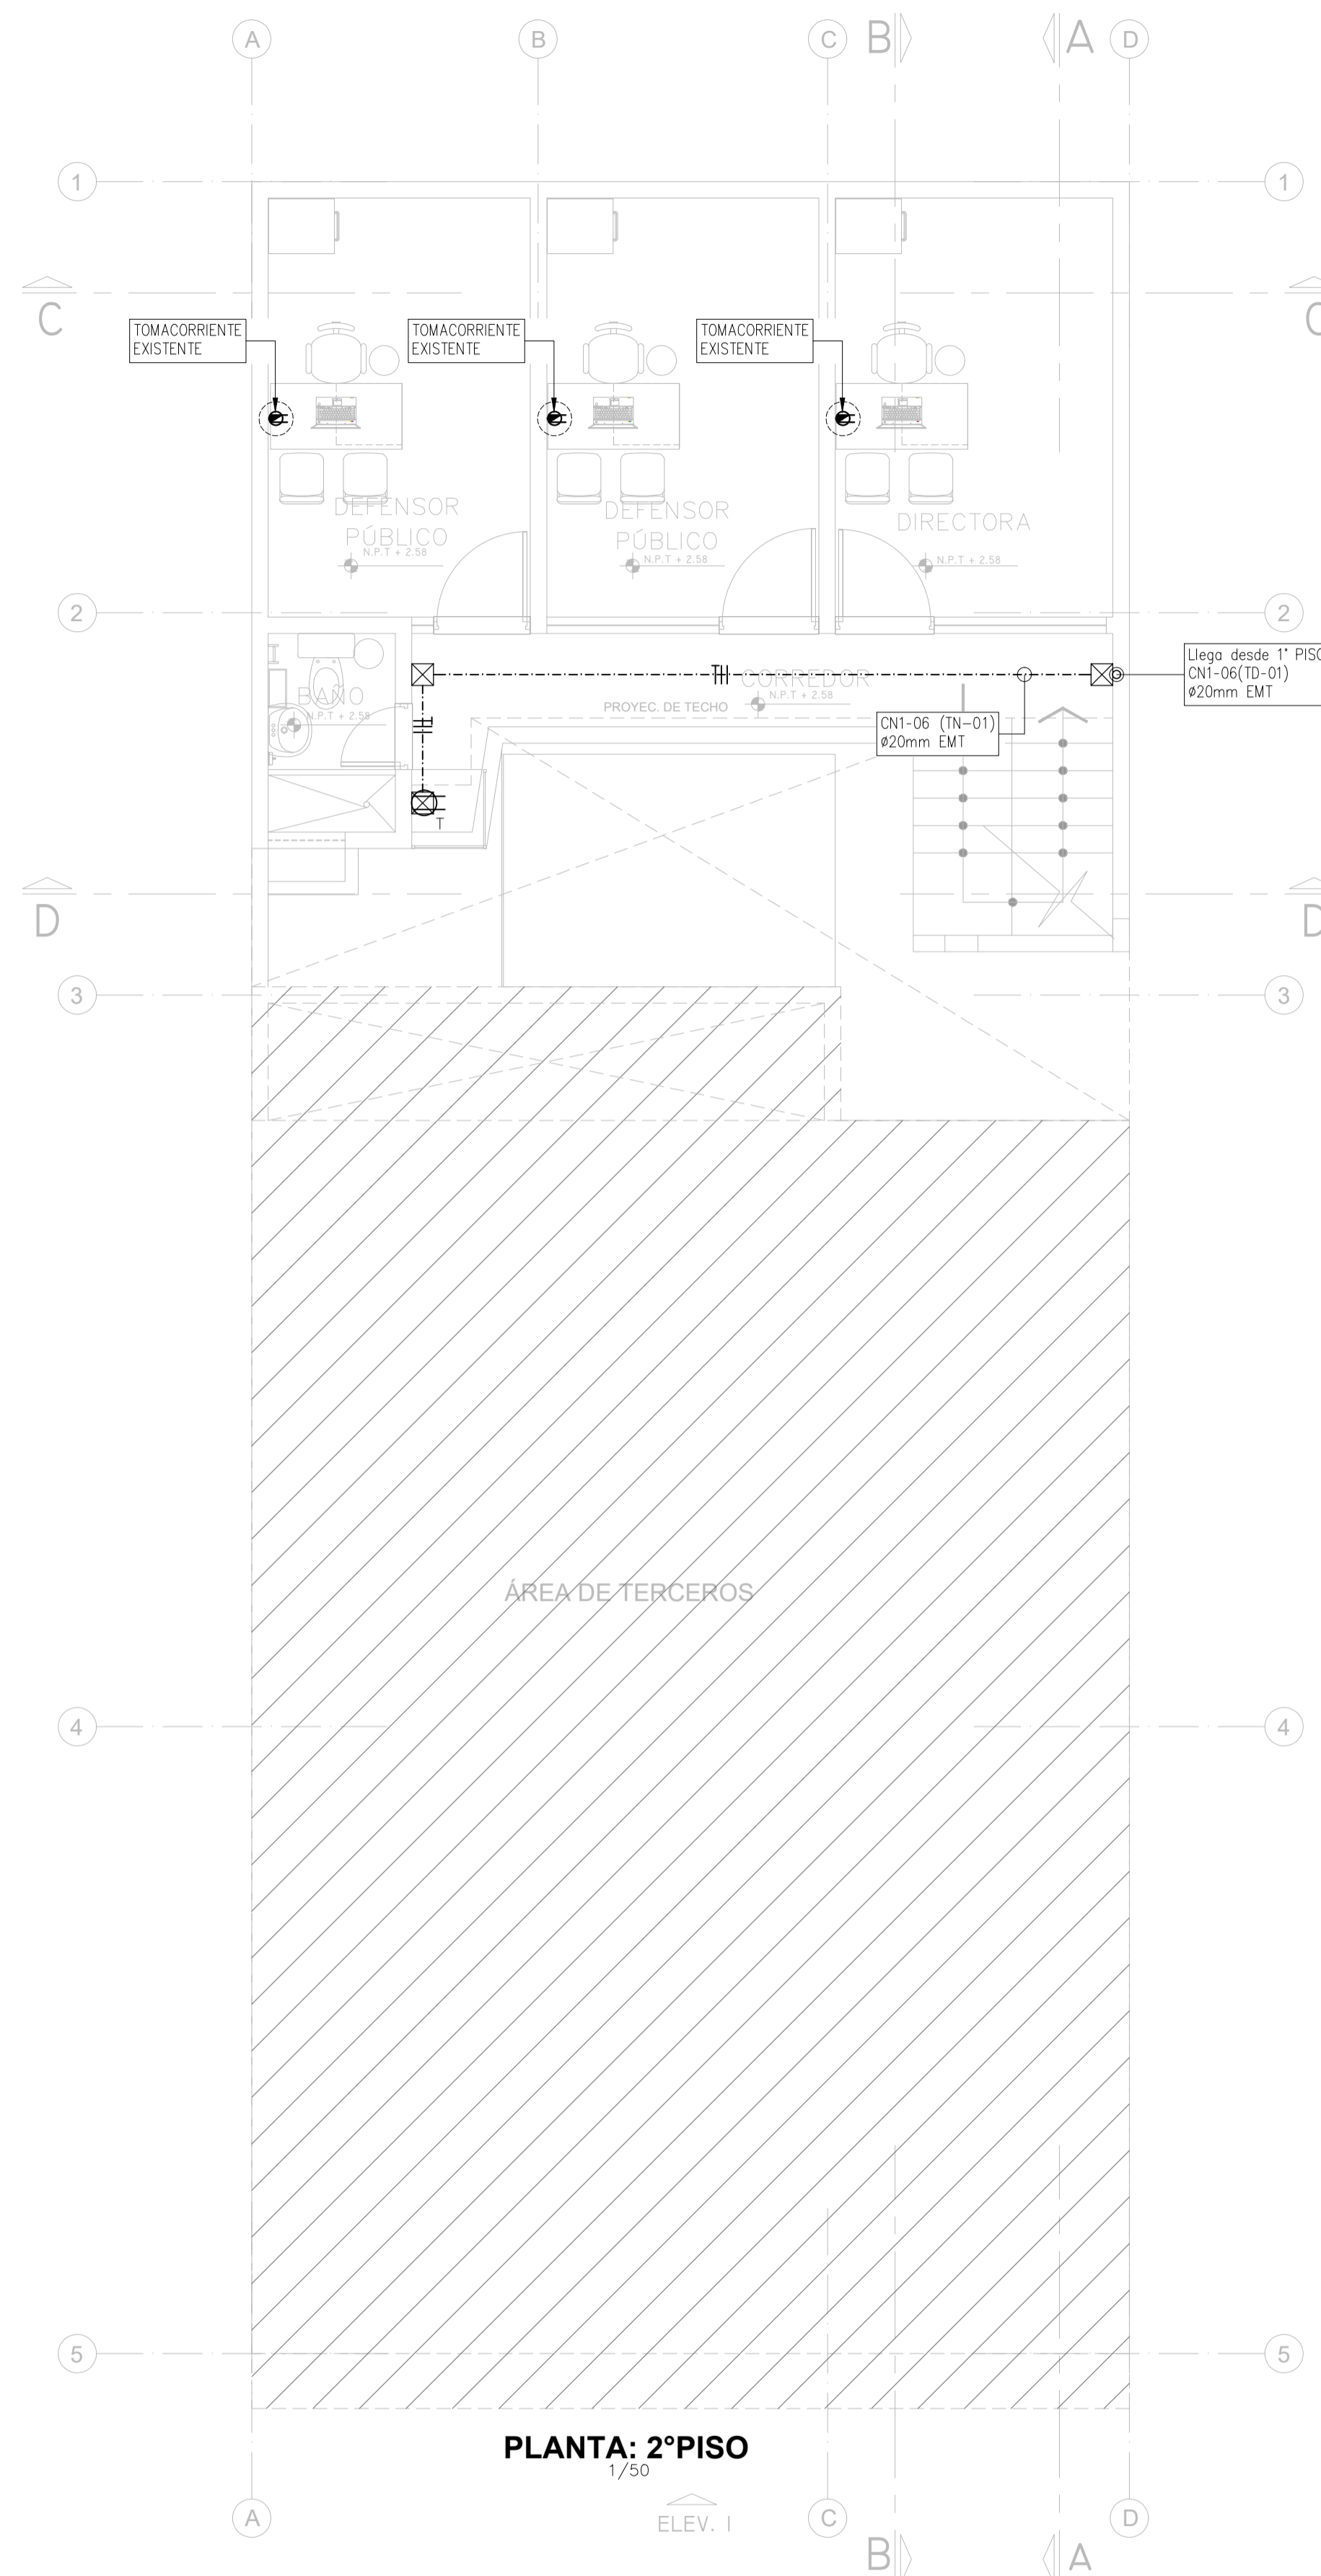 A
B
C
B
A
D
1
1
C
C
TOMACORRIENTE
EXISTENTE
TOMACORRIENTE
EXISTENTE
TOMACORRIENTE
EXISTENTE
DEFENSOR
PÚBLICO
N.P.T + 2.58
DEFENSOR
PÚBLICO
N.P.T + 2.58
DIRECTORA
N.P.T + 2.58
2
2
Llega desde 1° PISO
CN1-06(TD-01)
Ø20mm EMT
TH
CORREDOR
N.P.T + 2.58
BAÑO
N.P.T + 2.58
PROYEC. DE TECHO
CN1-06 (TN-01)
Ø20mm EMT
T
D
D
3
3
ÁREA DE TERCEROS
4
4
5
5
PLANTA: 2°PISO
1/50
A
ELEV. I
C
D
B
A